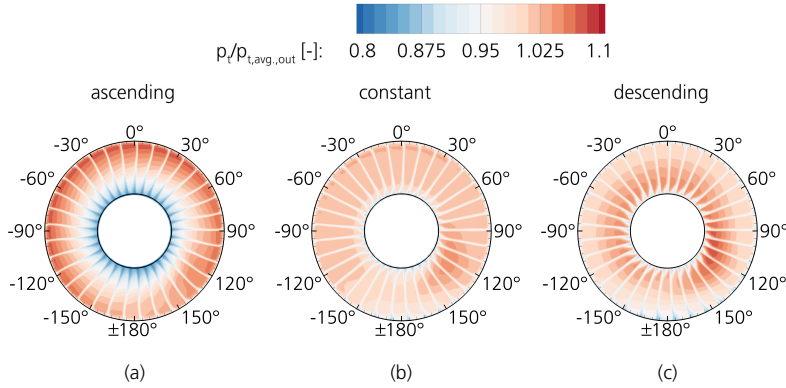 p_t/p_t,avg.,out [-]: 0.8 0.875 0.95 1.025 1.1
ascending constant descending
0° 0° 0°
-30° 30° -30° 30° -30° 30°
-60° 60° -60° 60° -60° 60°
-90° 90° -90° 90° -90° 90°
-120° 120° -120° 120° -120° 120°
-150° 150° -150° 150° -150° 150°
±180° ±180° ±180°
(a) (b) (c)